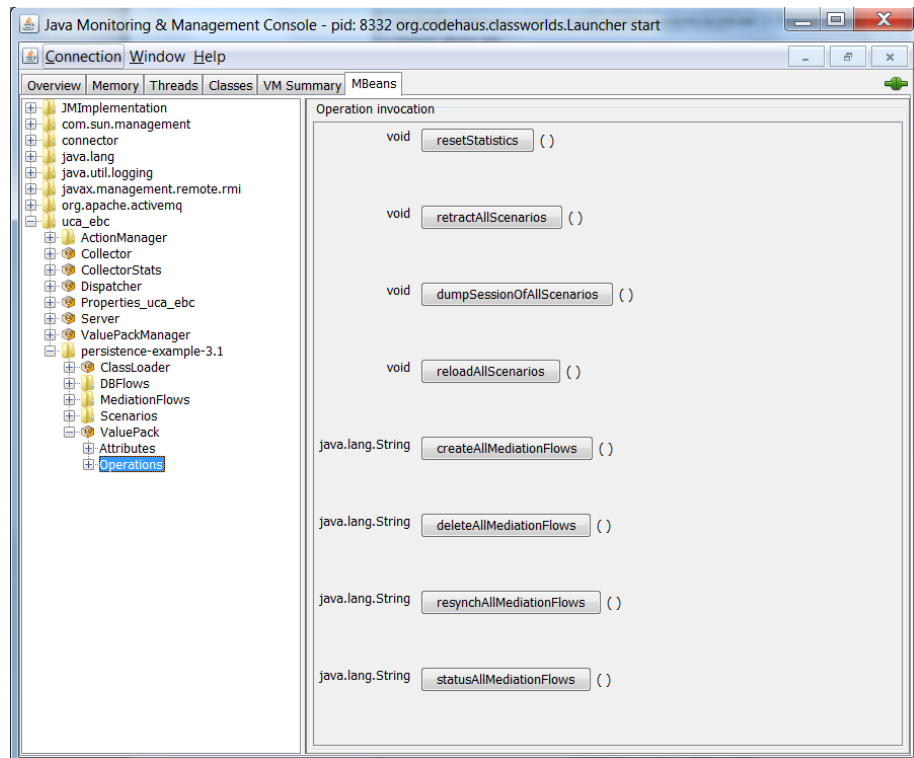 Java Monitoring & Management Console - pid: 8332 org.codehaus.classworlds.Launcher start
Connection Window Help
Overview Memory Threads Classes VM Summary MBeans
JMImplementation
com.sun.management
connector
java.lang
java.util.logging
javax.management.remote.rmi
org.apache.activemq
uca_ebc
ActionManager
Collector
CollectorStats
Dispatcher
Properties_uca_ebc
Server
ValuePackManager
persistence-example-3.1
ClassLoader
DBFlows
MediationFlows
Scenarios
ValuePack
Attributes
Operations
Operation invocation
void resetStatistics ( )
void retractAllScenarios ( )
void dumpSessionOfAllScenarios ( )
void reloadAllScenarios ( )
java.lang.String createAllMediationFlows ( )
java.lang.String deleteAllMediationFlows ( )
java.lang.String resynchAllMediationFlows ( )
java.lang.String statusAllMediationFlows ( )